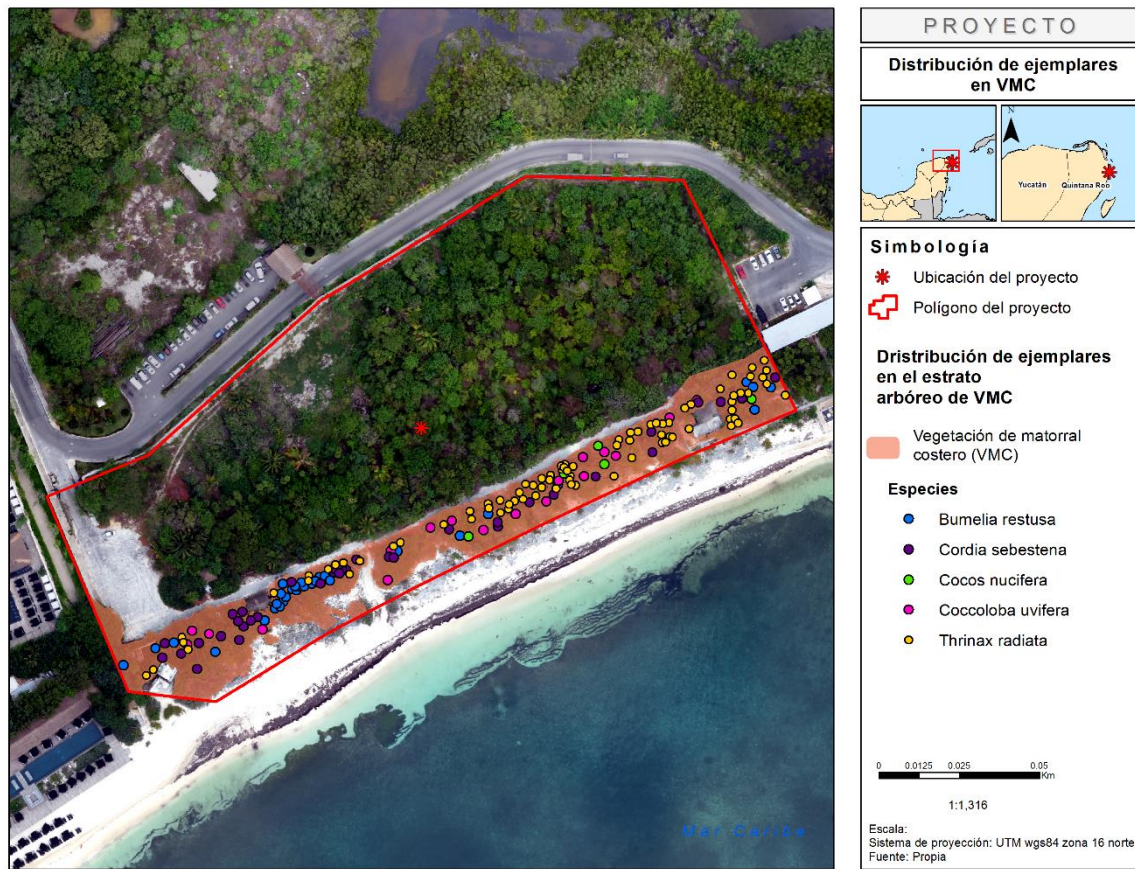 PROYECTO
Distribución de ejemplares
en VMC
N
Yucatán
Quintana Roo
Simbología
Ubicación del proyecto
Polígono del proyecto
Dristribución de ejemplares
en el estrato
arbóreo de VMC
Vegetación de matorral
costero (VMC)
Especies
Bumelia restusa
Cordia sebestena
Cocos nucifera
Coccoloba uvifera
Thrinax radiata
0 0.0125 0.025 0.05
Km
1:1,316
Escala:
Sistema de proyección: UTM wgs84 zona 16 norte
Fuente: Propia
Mar Caribe